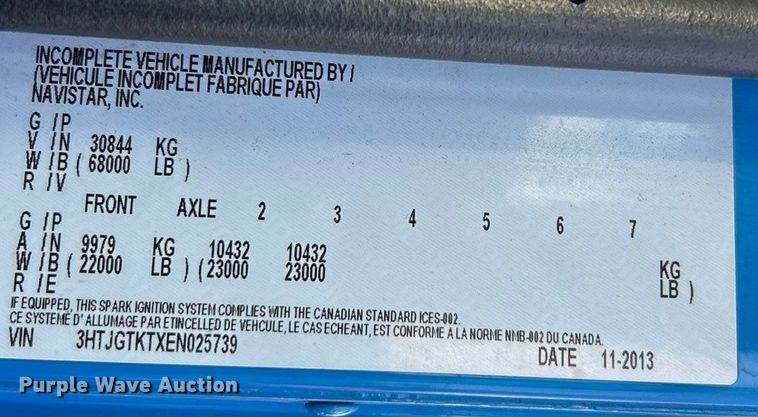 INCOMPLETE VEHICLE MANUFACTURED BY /
(VEHICULE INCOMPLET FABRIQUE PAR)
NAVISTAR, INC.
G /P
V /N 30844 KG
W /B ( 68000 LB )
R /V
FRONT AXLE 2 3 4 5 6 7
G /P
A /N 9979 KG 10432 10432 KG
W /B ( 22000 LB ) ( 23000 23000 LB )
R /E
IF EQUIPPED, THIS SPARK IGNITION SYSTEM COMPLIES WITH THE CANADIAN STANDARD ICES-002.
CE SYSTEME D'ALLUMAGE PAR ETINCELLED DE VEHCULE, LE CAS ECHEANT, EST CONFORME A LA NORME NMB-002 DU CANADA.
VIN 3HTJGTKTXEN025739 DATE 11-2013
Purple Wave Auction